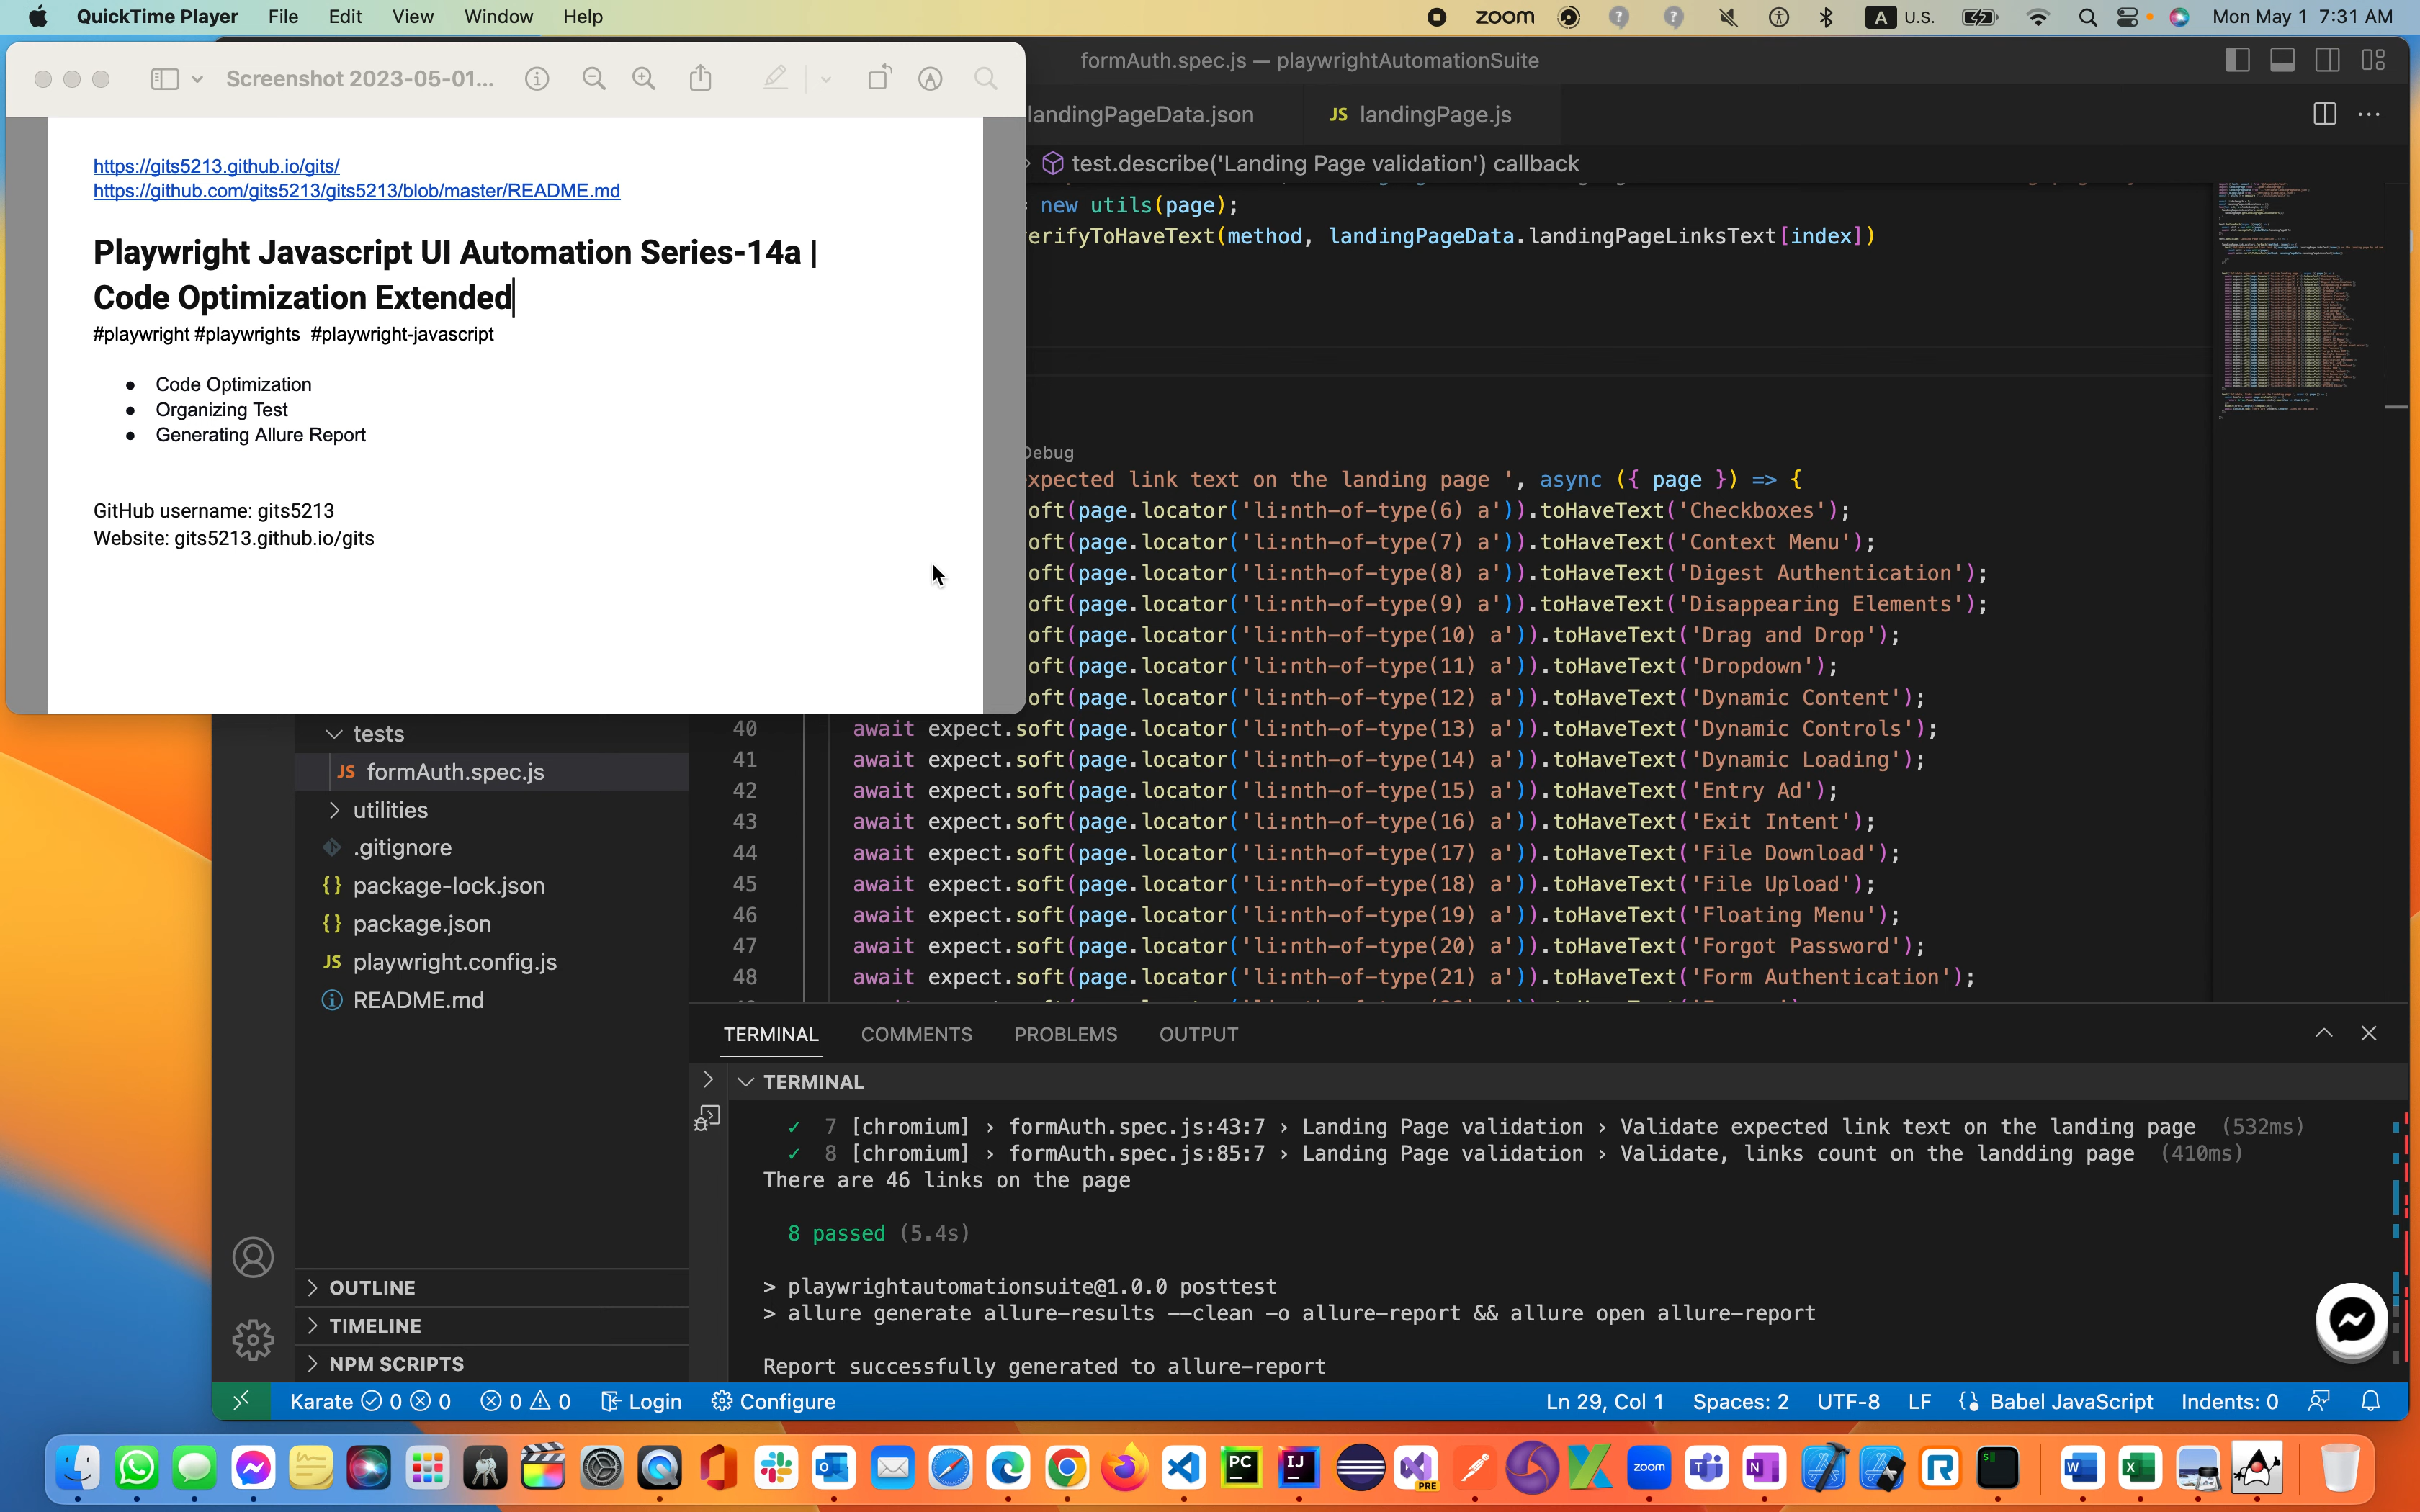 QuickTime Player File Edit View Window Help
zoom A U.S. Mon May 1 7:31 AM
Screenshot 2023-05-01...
https://gits5213.github.io/gits/
https://github.com/gits5213/gits5213/blob/master/README.md
Playwright Javascript UI Automation Series-14a |
Code Optimization Extended
#playwright #playwrights #playwright-javascript
● Code Optimization
● Organizing Test
● Generating Allure Report
GitHub username: gits5213
Website: gits5213.github.io/gits
formAuth.spec.js — playwrightAutomationSuite
landingPageData.json JS landingPage.js ...
> test.describe('Landing Page validation') callback
= new utils(page);
verifyToHaveText(method, landingPageData.landingPageLinksText[index])
Debug
expected link text on the landing page ', async ({ page }) => {
soft(page.locator('li:nth-of-type(6) a')).toHaveText('Checkboxes');
soft(page.locator('li:nth-of-type(7) a')).toHaveText('Context Menu');
soft(page.locator('li:nth-of-type(8) a')).toHaveText('Digest Authentication');
soft(page.locator('li:nth-of-type(9) a')).toHaveText('Disappearing Elements');
soft(page.locator('li:nth-of-type(10) a')).toHaveText('Drag and Drop');
soft(page.locator('li:nth-of-type(11) a')).toHaveText('Dropdown');
soft(page.locator('li:nth-of-type(12) a')).toHaveText('Dynamic Content');
40 await expect.soft(page.locator('li:nth-of-type(13) a')).toHaveText('Dynamic Controls');
41 await expect.soft(page.locator('li:nth-of-type(14) a')).toHaveText('Dynamic Loading');
42 await expect.soft(page.locator('li:nth-of-type(15) a')).toHaveText('Entry Ad');
43 await expect.soft(page.locator('li:nth-of-type(16) a')).toHaveText('Exit Intent');
44 await expect.soft(page.locator('li:nth-of-type(17) a')).toHaveText('File Download');
45 await expect.soft(page.locator('li:nth-of-type(18) a')).toHaveText('File Upload');
46 await expect.soft(page.locator('li:nth-of-type(19) a')).toHaveText('Floating Menu');
47 await expect.soft(page.locator('li:nth-of-type(20) a')).toHaveText('Forgot Password');
48 await expect.soft(page.locator('li:nth-of-type(21) a')).toHaveText('Form Authentication');
tests
JS formAuth.spec.js
utilities
.gitignore
{} package-lock.json
{} package.json
JS playwright.config.js
README.md
OUTLINE
TIMELINE
NPM SCRIPTS
TERMINAL COMMENTS PROBLEMS OUTPUT
TERMINAL
✓ 7 [chromium] › formAuth.spec.js:43:7 › Landing Page validation › Validate expected link text on the landing page (532ms)
✓ 8 [chromium] › formAuth.spec.js:85:7 › Landing Page validation › Validate, links count on the landding page (410ms)
There are 46 links on the page
8 passed (5.4s)
> playwrightautomationsuite@1.0.0 posttest
> allure generate allure-results --clean -o allure-report && allure open allure-report
Report successfully generated to allure-report
Karate 0 0 0 0 Login Configure Ln 29, Col 1 Spaces: 2 UTF-8 LF Babel JavaScript Indents: 0
PC IJ PRE zoom T N R $ W X